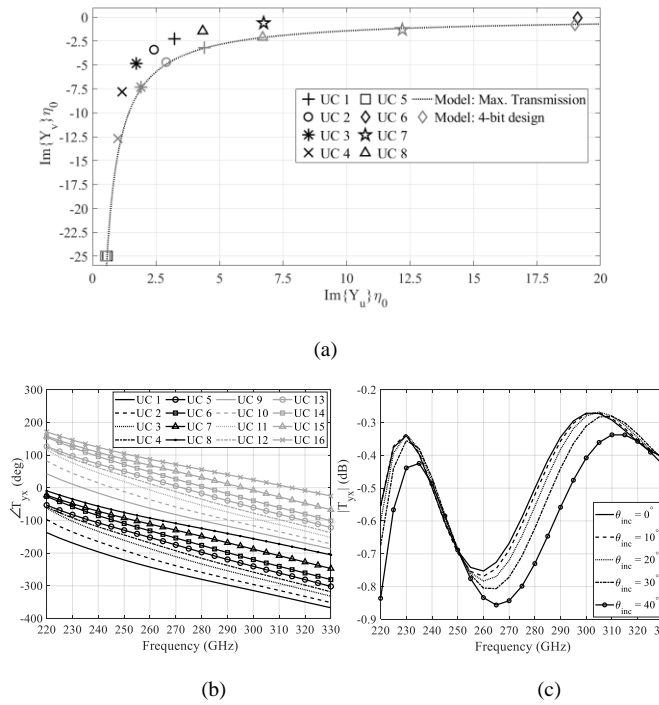 0
-2.5
-5
-7.5
-10
-12.5
-15
-17.5
-20
-22.5
-25
Im{Y_v}η_0
0 2.5 5 7.5 10 12.5 15 17.5 20
Im{Y_u}η_0
UC 1 UC 5 Model: Max. Transmission
UC 2 UC 6 Model: 4-bit design
UC 3 UC 7
UC 4 UC 8
(a)
300
200
100
0
-100
-200
-300
-400
∠T_yx (deg)
UC 1 UC 5 UC 9 UC 13
UC 2 UC 6 UC 10 UC 14
UC 3 UC 7 UC 11 UC 15
UC 4 UC 8 UC 12 UC 16
220 230 240 250 260 270 280 290 300 310 320 330
Frequency (GHz)
(b)
-0.2
-0.3
-0.4
-0.5
-0.6
-0.7
-0.8
-0.9
|T_yx| (dB)
θ_inc = 0°
θ_inc = 10°
θ_inc = 20°
θ_inc = 30°
θ_inc = 40°
220 230 240 250 260 270 280 290 300 310 320 330
Frequency (GHz)
(c)